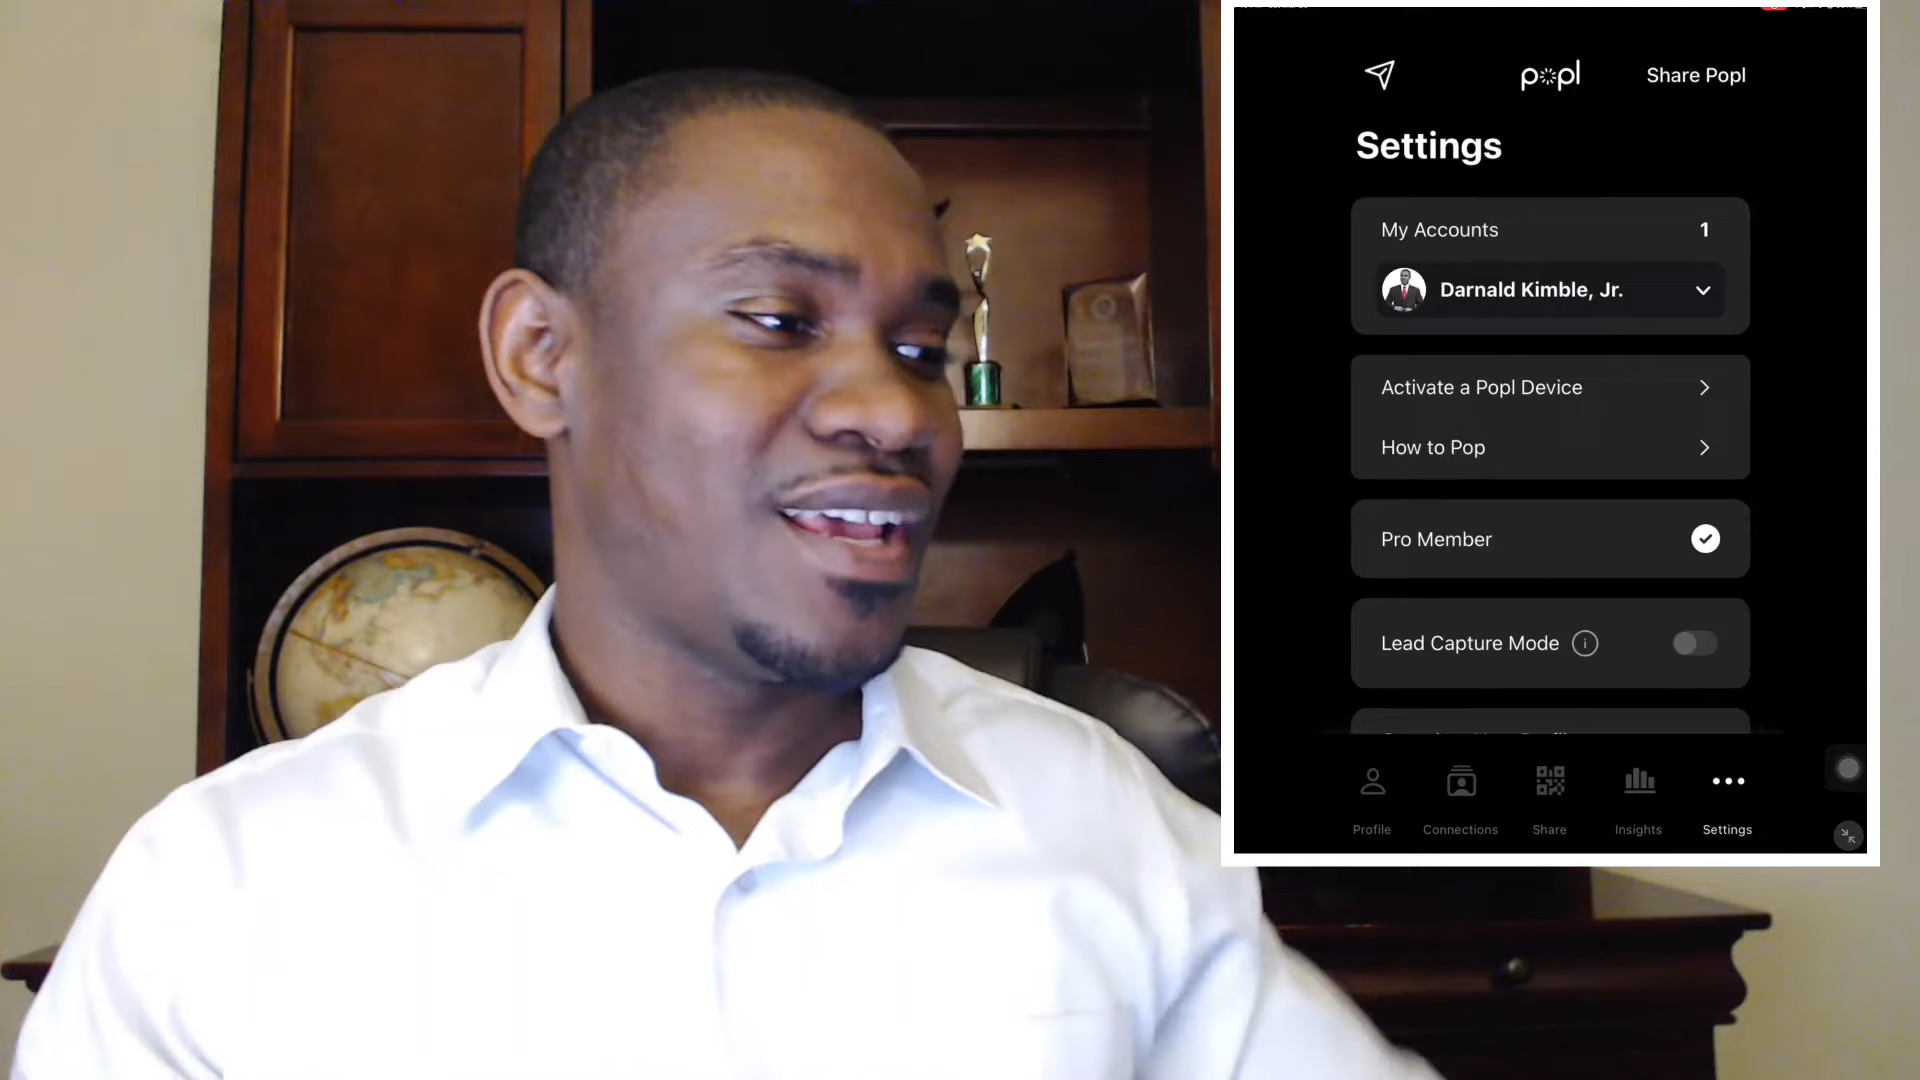 popl
Share Popl
Settings
My Accounts 1
Darnald Kimble, Jr.
Activate a Popl Device
How to Pop
Pro Member
Lead Capture Mode i
Profile Connections Share Insights Settings